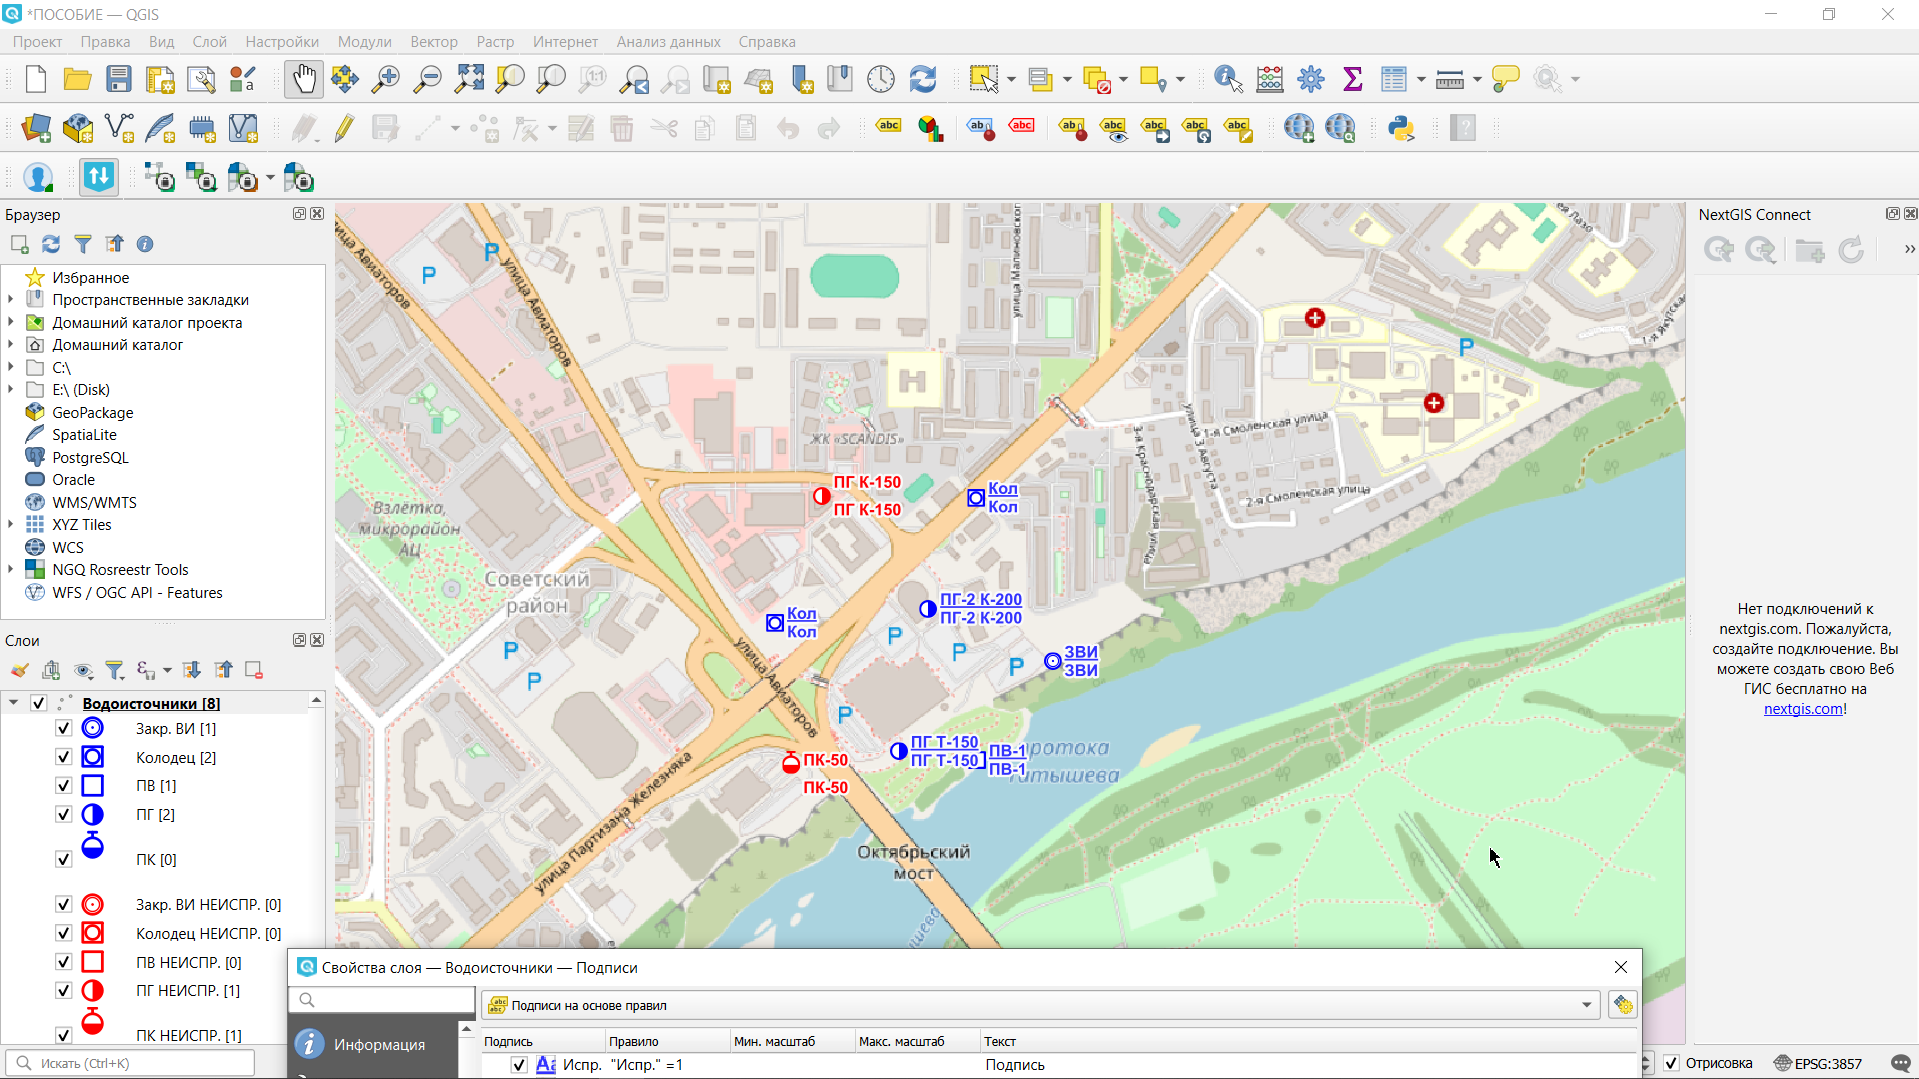 *ПОСОБИЕ — QGIS
Проект Правка Вид Слой Настройки Модули Вектор Растр Интернет Анализ данных Справка
Браузер
Избранное
Пространственные закладки
Домашний каталог проекта
Домашний каталог
C:\
E:\ (Disk)
GeoPackage
SpatiaLite
PostgreSQL
Oracle
WMS/WMTS
XYZ Tiles
WCS
NGQ Rosreestr Tools
WFS / OGC API - Features
Слои
Водоисточники [8]
Закр. ВИ [1]
Колодец [2]
ПВ [1]
ПГ [2]
ПК [0]
Закр. ВИ НЕИСПР. [0]
Колодец НЕИСПР. [0]
ПВ НЕИСПР. [0]
ПГ НЕИСПР. [1]
ПК НЕИСПР. [1]
Искать (Ctrl+K)
улица Авиаторов
улица Авиаторов
P
P
ЖК «SCANDIS»
1-я Смоленская улица
улица 3 Августа
2-я Смоленская улица
P
ПГ К-150
ПГ К-150
Кол
Кол
Взлётка,
микрорайон
АЦ
Советский
район
ПГ-2 К-200
ПГ-2 К-200
Кол
Кол
P
P
P
P
P
ЗВИ
ЗВИ
улица Авиаторов
P
ПГ Т-150
ПГ Т-150
ПВ-1
ПВ-1
ПК-50
ПК-50
улица Партизана Железняка
Октябрьский
мост
NextGIS Connect
Нет подключений к
nextgis.com. Пожалуйста,
создайте подключение. Вы
можете создать свою Веб
ГИС бесплатно на
nextgis.com!
Свойства слоя — Водоисточники — Подписи
Информация
Подписи на основе правил
Подпись Правило Мин. масштаб Макс. масштаб Текст
Испр. "Испр." =1 Подпись
Отрисовка EPSG:3857